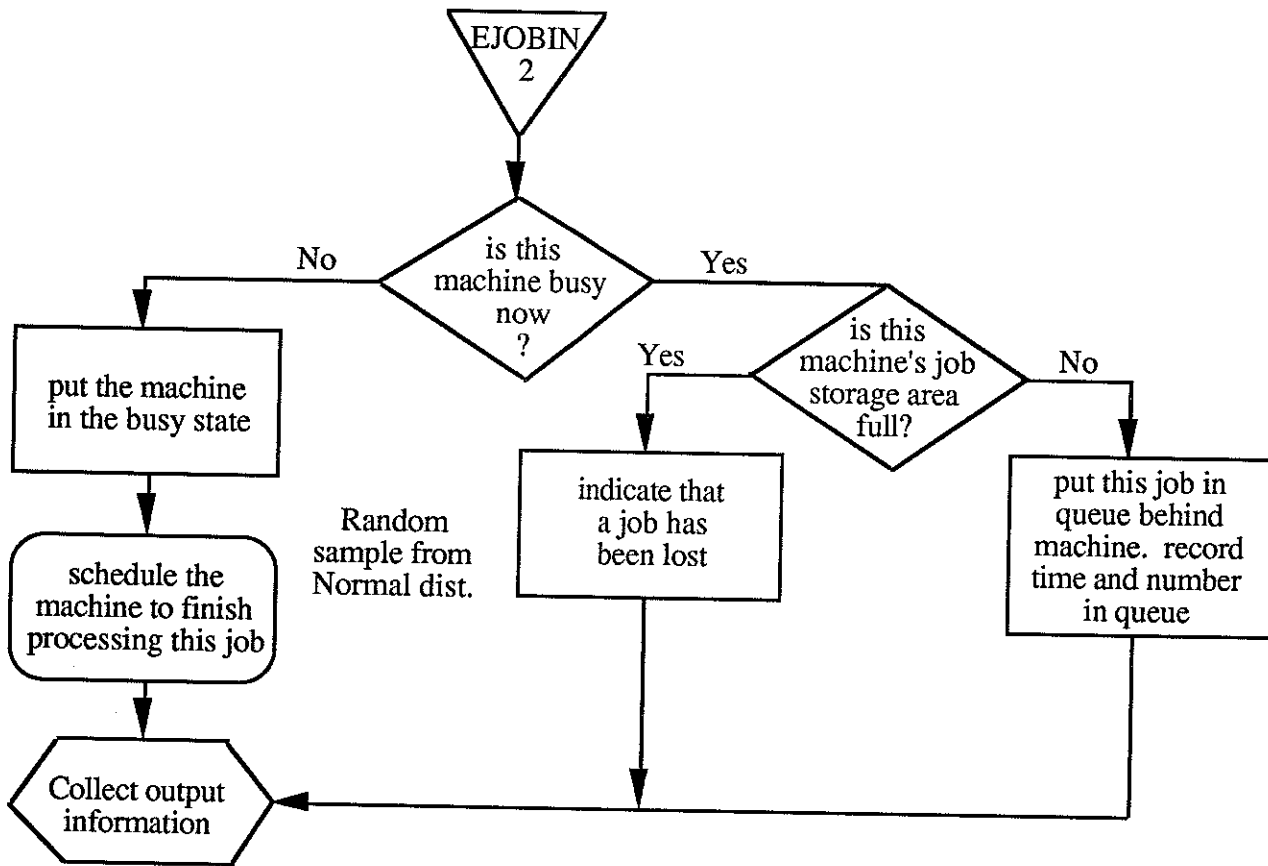 EJOBIN
2
is this
machine busy
now
?
No
Yes
put the machine
in the busy state
schedule the
machine to finish
processing this job
Random
sample from
Normal dist.
Collect output
information
is this
machine's job
storage area
full?
Yes
No
indicate that
a job has
been lost
put this job in
queue behind
machine. record
time and number
in queue